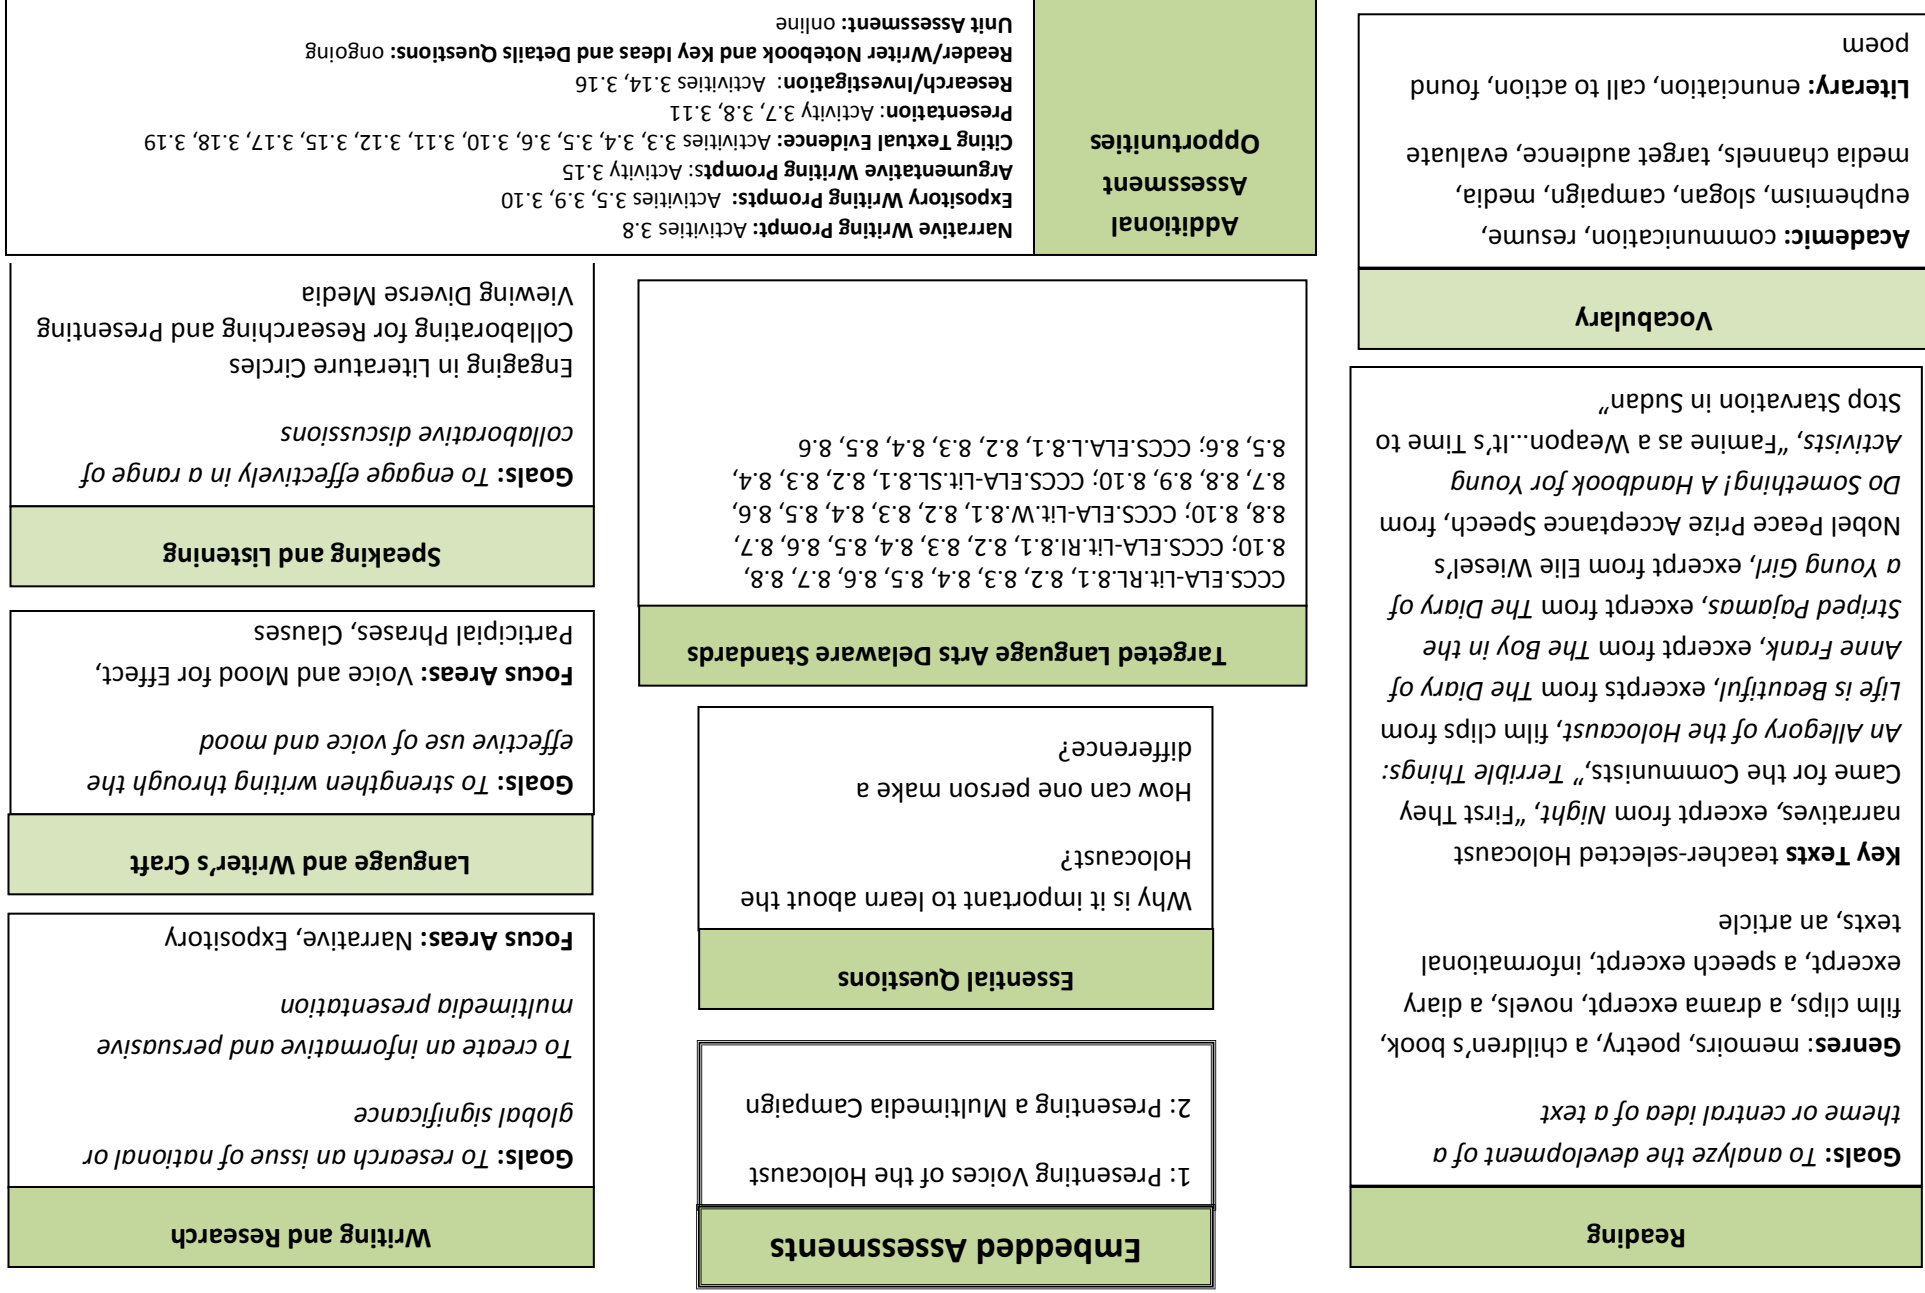 Embedded Assessments
1: Presenting Voices of the Holocaust
2: Presenting a Multimedia Campaign
Reading
Goals: To analyze the development of a
theme or central idea of a text
Genres: memoirs, poetry, a children's book,
film clips, a drama excerpt, novels, a diary
excerpt, a speech excerpt, informational
texts, an article
Key Texts teacher-selected Holocaust
narratives, excerpt from Night, "First They
Came for the Communists," Terrible Things:
An Allegory of the Holocaust, film clips from
Life is Beautiful, excerpts from The Diary of
Anne Frank, excerpt from The Boy in the
Striped Pajamas, excerpt from The Diary of
a Young Girl, excerpt from Elie Wiesel's
Nobel Peace Prize Acceptance Speech, from
Do Something! A Handbook for Young
Activists, "Famine as a Weapon...It's Time to
Stop Starvation in Sudan"
Vocabulary
Academic: communication, resume,
euphemism, slogan, campaign, media,
media channels, target audience, evaluate
Literary: enunciation, call to action, found
poem
Essential Questions
Why is it important to learn about the
Holocaust?
How can one person make a
difference?
Targeted Language Arts Delaware Standards
CCCS.ELA-Lit.RL.8.1, 8.2, 8.3, 8.4, 8.5, 8.6, 8.7, 8.8,
8.10; CCCS.ELA-Lit.RI.8.1, 8.2, 8.3, 8.4, 8.5, 8.6, 8.7,
8.8, 8.10; CCCS.ELA-Lit.W.8.1, 8.2, 8.3, 8.4, 8.5, 8.6,
8.7, 8.8, 8.9, 8.10; CCCS.ELA-Lit.SL.8.1, 8.2, 8.3, 8.4,
8.5, 8.6; CCCS.ELA.L.8.1, 8.2, 8.3, 8.4, 8.5, 8.6
Writing and Research
Goals: To research an issue of national or
global significance
To create an informative and persuasive
multimedia presentation
Focus Areas: Narrative, Expository
Language and Writer's Craft
Goals: To strengthen writing through the
effective use of voice and mood
Focus Areas: Voice and Mood for Effect,
Participial Phrases, Clauses
Speaking and Listening
Goals: To engage effectively in a range of
collaborative discussions
Engaging in Literature Circles
Collaborating for Researching and Presenting
Viewing Diverse Media
Additional
Assessment
Opportunities
Narrative Writing Prompt: Activities 3.8
Expository Writing Prompts: Activities 3.5, 3.9, 3.10
Argumentative Writing Prompts: Activity 3.15
Citing Textual Evidence: Activities 3.3, 3.4, 3.5, 3.6, 3.10, 3.11, 3.12, 3.15, 3.17, 3.18, 3.19
Presentation: Activity 3.7, 3.8, 3.11
Research/Investigation: Activities 3.14, 3.16
Reader/Writer Notebook and Key Ideas and Details Questions: ongoing
Unit Assessment: online